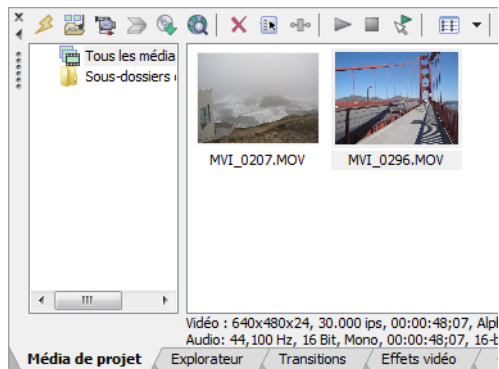 Tous les média
Sous-dossiers
MVI_0207.MOV
MVI_0296.MOV
Vidéo : 640x480x24, 30.000 ips, 00:00:48;07, Alp
Audio: 44,100 Hz, 16 Bit, Mono, 00:00:48;07, 16-b
Média de projet
Explorateur
Transitions
Effets vidéo